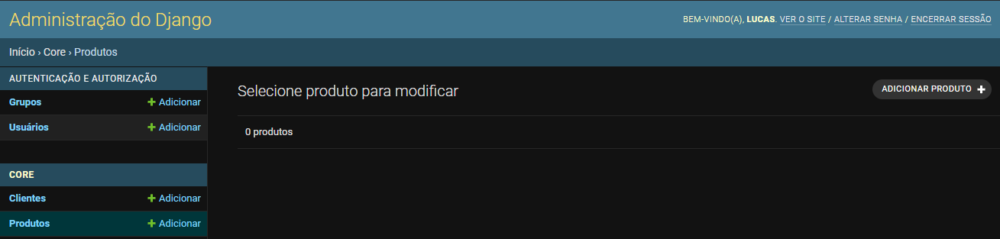 Administração do Django
BEM-VINDO(A), LUCAS. VER O SITE / ALTERAR SENHA / ENCERRAR SESSÃO
Início › Core › Produtos
AUTENTICAÇÃO E AUTORIZAÇÃO
Grupos
Adicionar
Usuários
Adicionar
CORE
Clientes
Adicionar
Produtos
Adicionar
Selecione produto para modificar
ADICIONAR PRODUTO
0 produtos